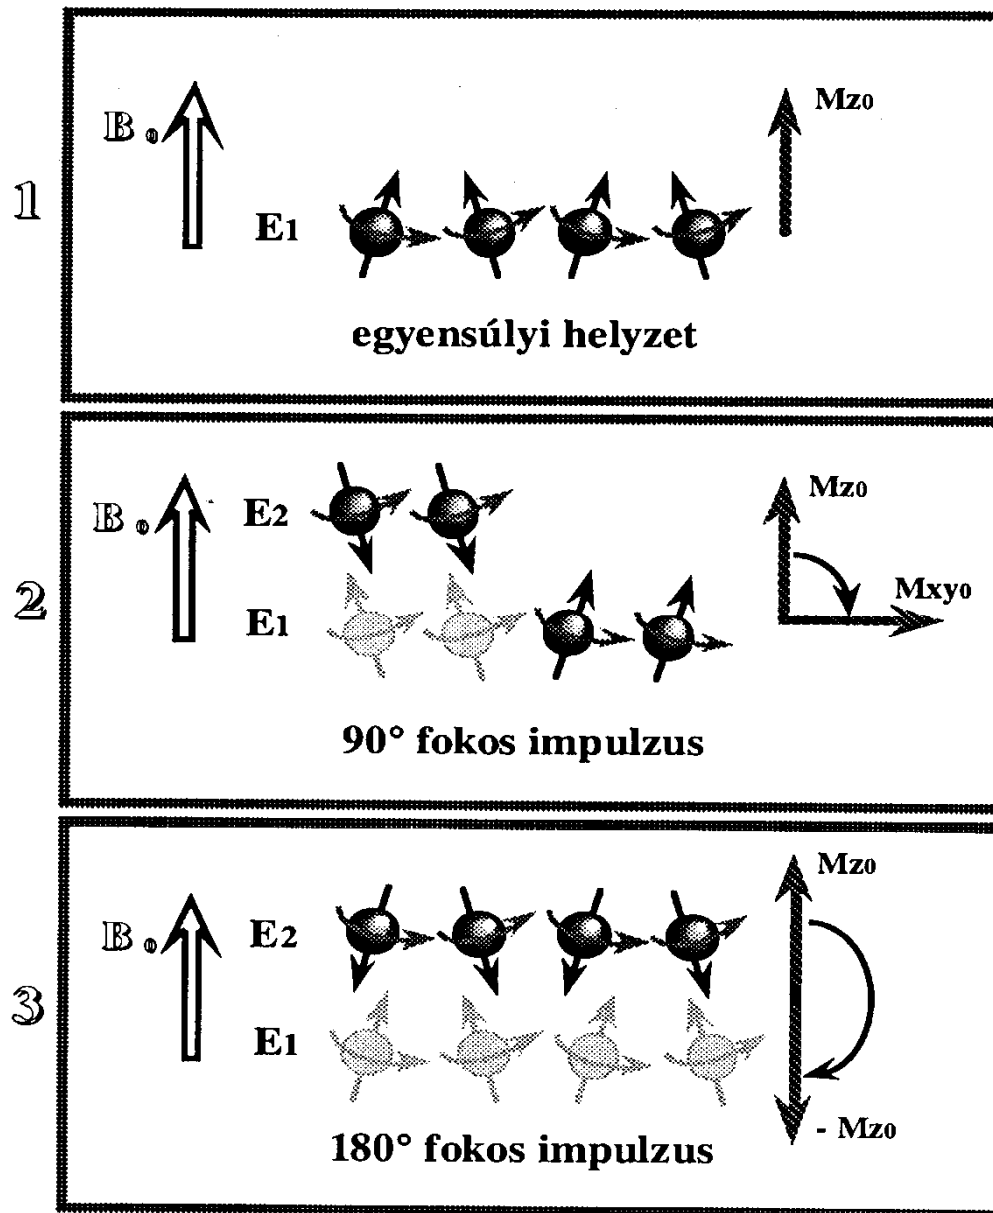 1
B0
Mz0
E1
egyensúlyi helyzet
2
B0
E2
Mz0
E1
Mxy0
90° fokos impulzus
3
B0
E2
Mz0
E1
- Mz0
180° fokos impulzus